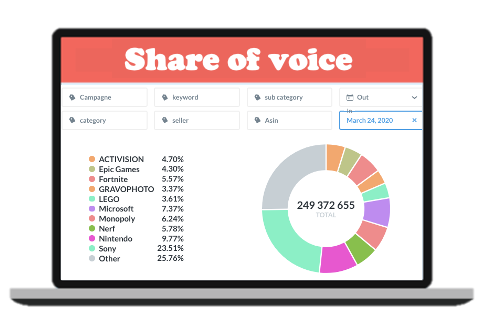 Share of voice
Campagne keyword sub category Out
in
category seller Asin March 24, 2020 ×
ACTIVISION 4.70%
Epic Games 4.30%
Fortnite 5.57%
GRAVOPHOTO 3.37%
LEGO 3.61%
Microsoft 7.37%
Monopoly 6.24%
Nerf 5.78%
Nintendo 9.77%
Sony 23.51%
Other 25.76%
249 372 655
TOTAL